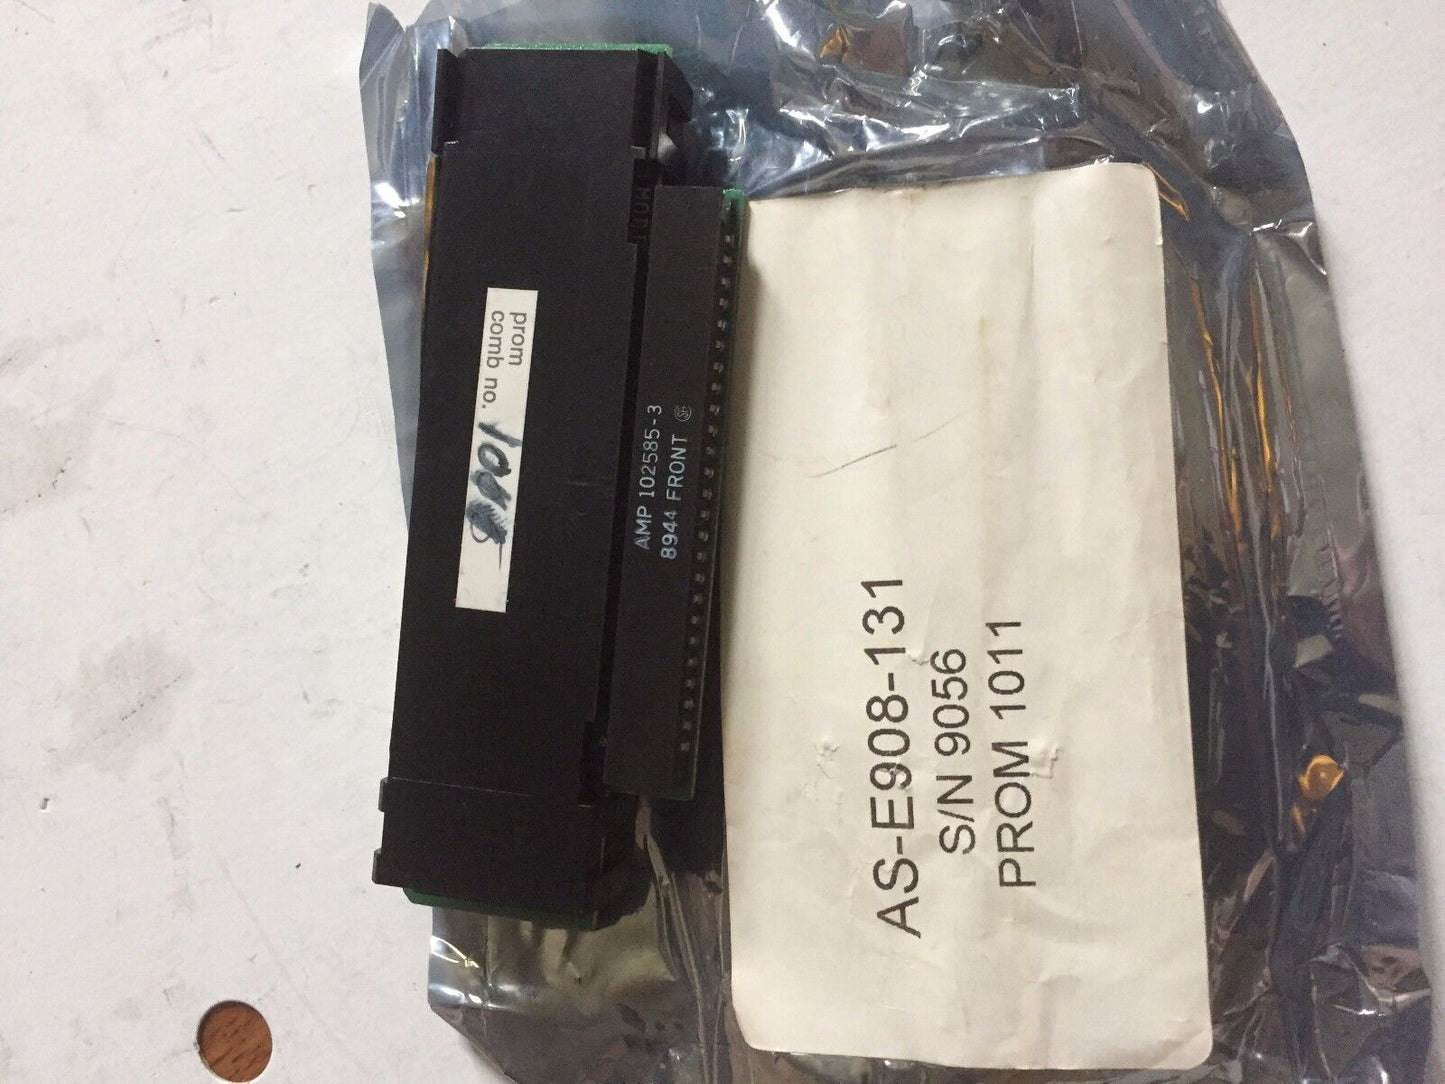 prom
comb no.
AMP 102585-3
8944 FRONT
AS-E908-131
S/N 9056
PROM 1011